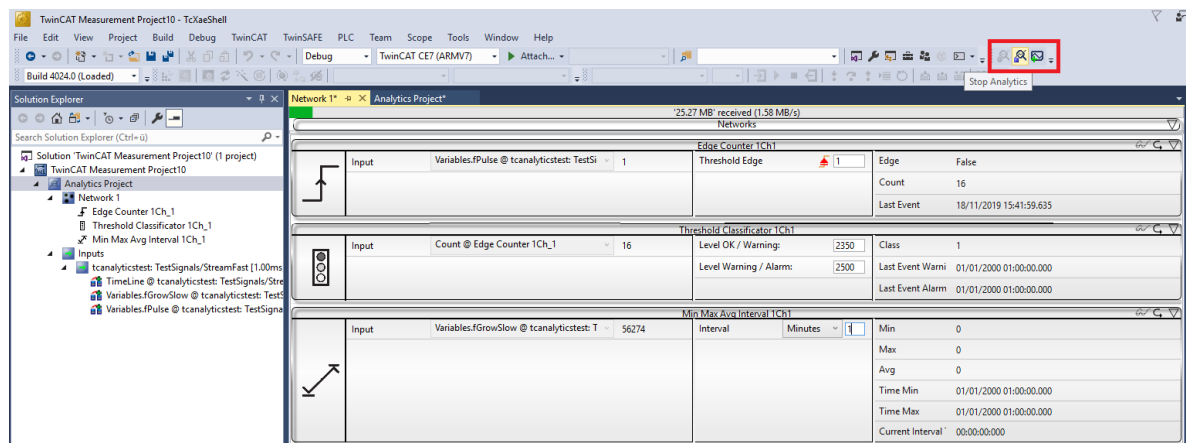 TwinCAT Measurement Project10 - TcXaeShell
File Edit View Project Build Debug TwinCAT TwinSAFE PLC Team Scope Tools Window Help
Debug TwinCAT CE7 (ARMV7) Attach...
Build 4024.0 (Loaded)
Stop Analytics
Solution Explorer
Search Solution Explorer (Ctrl+ü)
Solution 'TwinCAT Measurement Project10' (1 project)
TwinCAT Measurement Project10
Analytics Project
Network 1
Edge Counter 1Ch_1
Threshold Classificator 1Ch_1
Min Max Avg Interval 1Ch_1
Inputs
tcanalyticstest: TestSignals/StreamFast [1.00ms
TimeLine @ tcanalyticstest: TestSignals/Stre
Variables.fGrowSlow @ tcanalyticstest: TestS
Variables.fPulse @ tcanalyticstest: TestSigna
Network 1* Analytics Project*
'25.27 MB' received (1.58 MB/s)
Networks
Edge Counter 1Ch1
Input Variables.fPulse @ tcanalyticstest: TestSi 1 Threshold Edge 1 Edge False
Count 16
Last Event 18/11/2019 15:41:59.635
Threshold Classificator 1Ch1
Input Count @ Edge Counter 1Ch_1 16 Level OK / Warning: 2350 Class 1
Level Warning / Alarm: 2500 Last Event Warni 01/01/2000 01:00:00.000
Last Event Alarm 01/01/2000 01:00:00.000
Min Max Avg Interval 1Ch1
Input Variables.fGrowSlow @ tcanalyticstest: T 56274 Interval Minutes 1 Min 0
Max 0
Avg 0
Time Min 01/01/2000 01:00:00.000
Time Max 01/01/2000 01:00:00.000
Current Interval 00:00:00:000